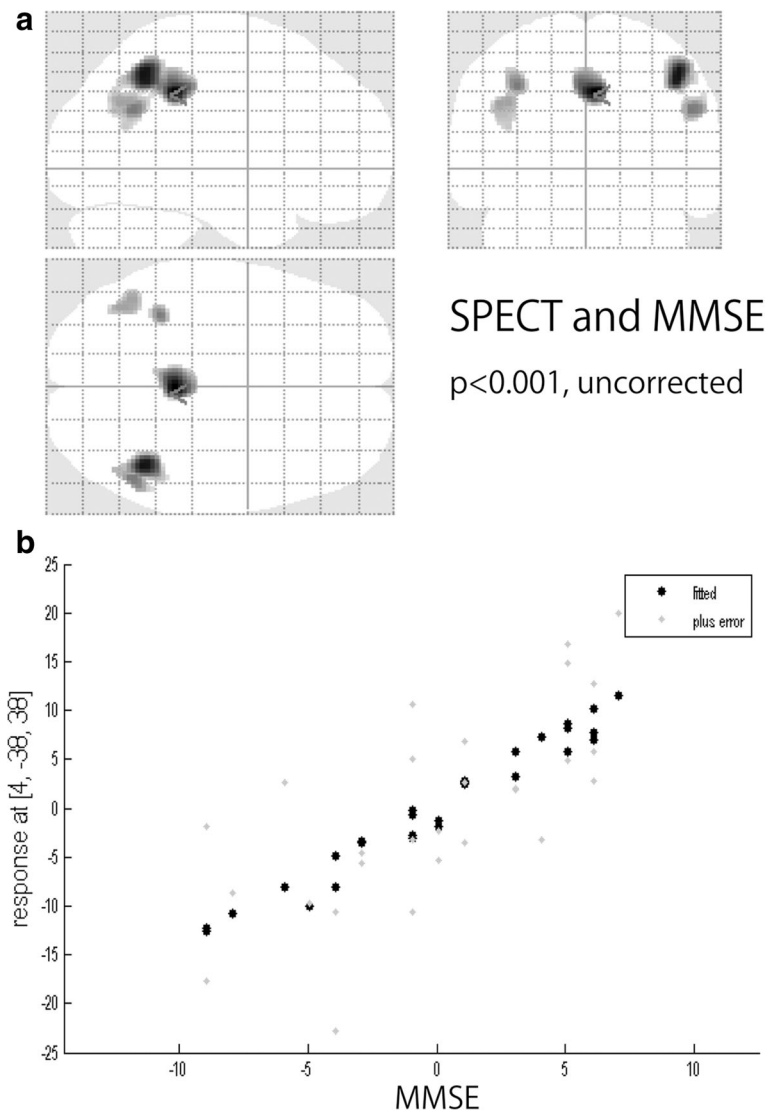 a
SPECT and MMSE
p<0.001, uncorrected
b
25
20
15
10
5
0
-5
-10
-15
-20
-25
response at [4, -38, 38]
fitted
plus error
-10
-5
0
5
10
MMSE